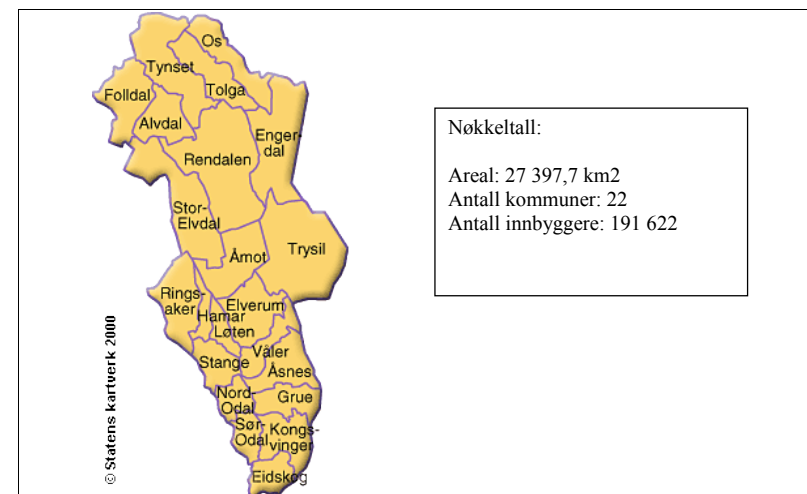 Os
Tynset
Folldal
Tolga
Alvdal
Enger-
dal
Rendalen
Stor-
Elvdal
Trysil
Åmot
Rings-
aker
Elverum
Hamar
Løten
Stange
Våler
Åsnes
Nord-
Odal
Grue
Sør-
Odal
Kongs-
vinger
Eidskog
© Statens kartverk 2000
Nøkkeltall:
Areal: 27 397,7 km2
Antall kommuner: 22
Antall innbyggere: 191 622